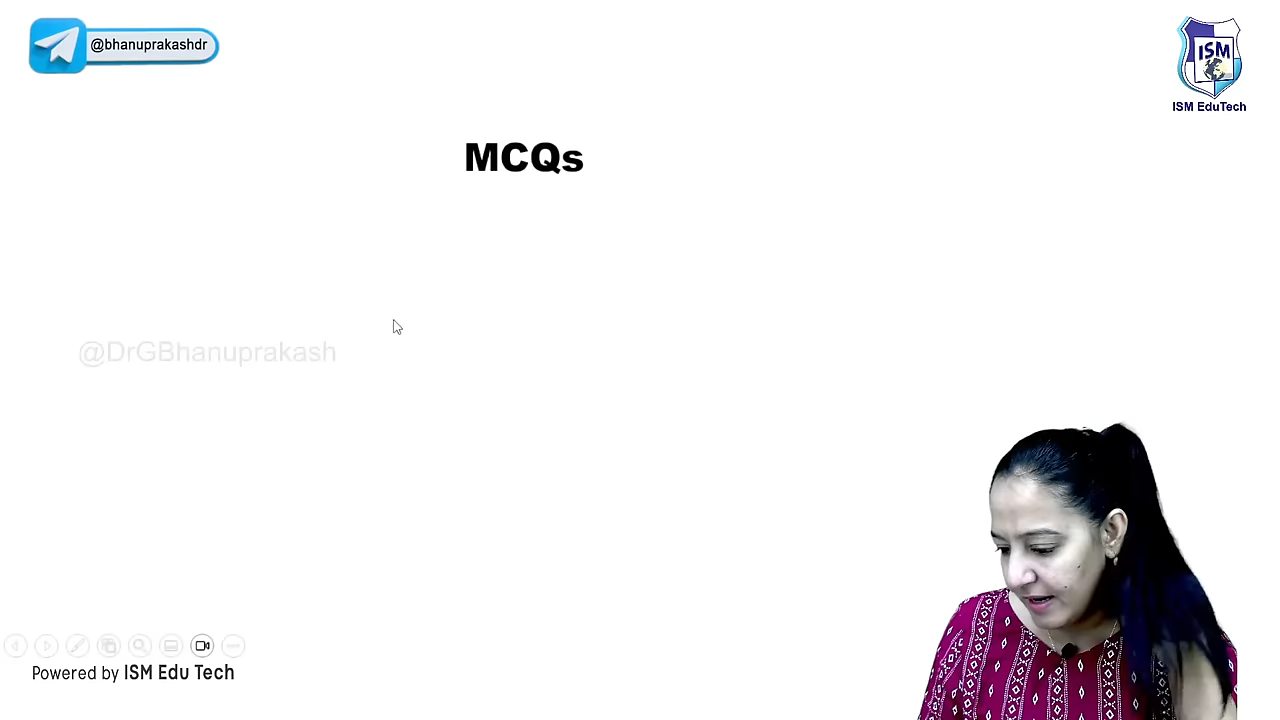 @bhanuprakashdr
ISM
ISM EduTech
MCQs
@DrGBhanuprakash
Powered by ISM Edu Tech